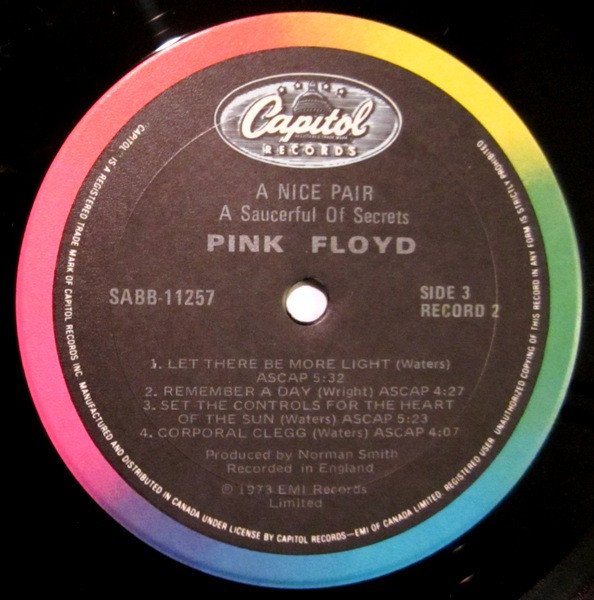 Capitol
RECORDS
A NICE PAIR
A Saucerful Of Secrets
PINK FLOYD
SABB-11257
SIDE 3
RECORD 2
1. LET THERE BE MORE LIGHT (Waters)
ASCAP 5:32
2. REMEMBER A DAY (Wright) ASCAP 4:27
3. SET THE CONTROLS FOR THE HEART
OF THE SUN (Waters) ASCAP 5:23
4. CORPORAL CLEGG (Waters) ASCAP 4:07
Produced by Norman Smith
Recorded in England
℗ 1973 EMI Records
Limited
CAPITOL IS A REGISTERED TRADE MARK OF CAPITOL RECORDS INC. MANUFACTURED AND DISTRIBUTED IN CANADA UNDER LICENSE BY CAPITOL RECORDS—EMI OF CANADA LIMITED. REGISTERED USER. UNAUTHORIZED COPYING OF THIS RECORD IN ANY FORM IS STRICTLY PROHIBITED